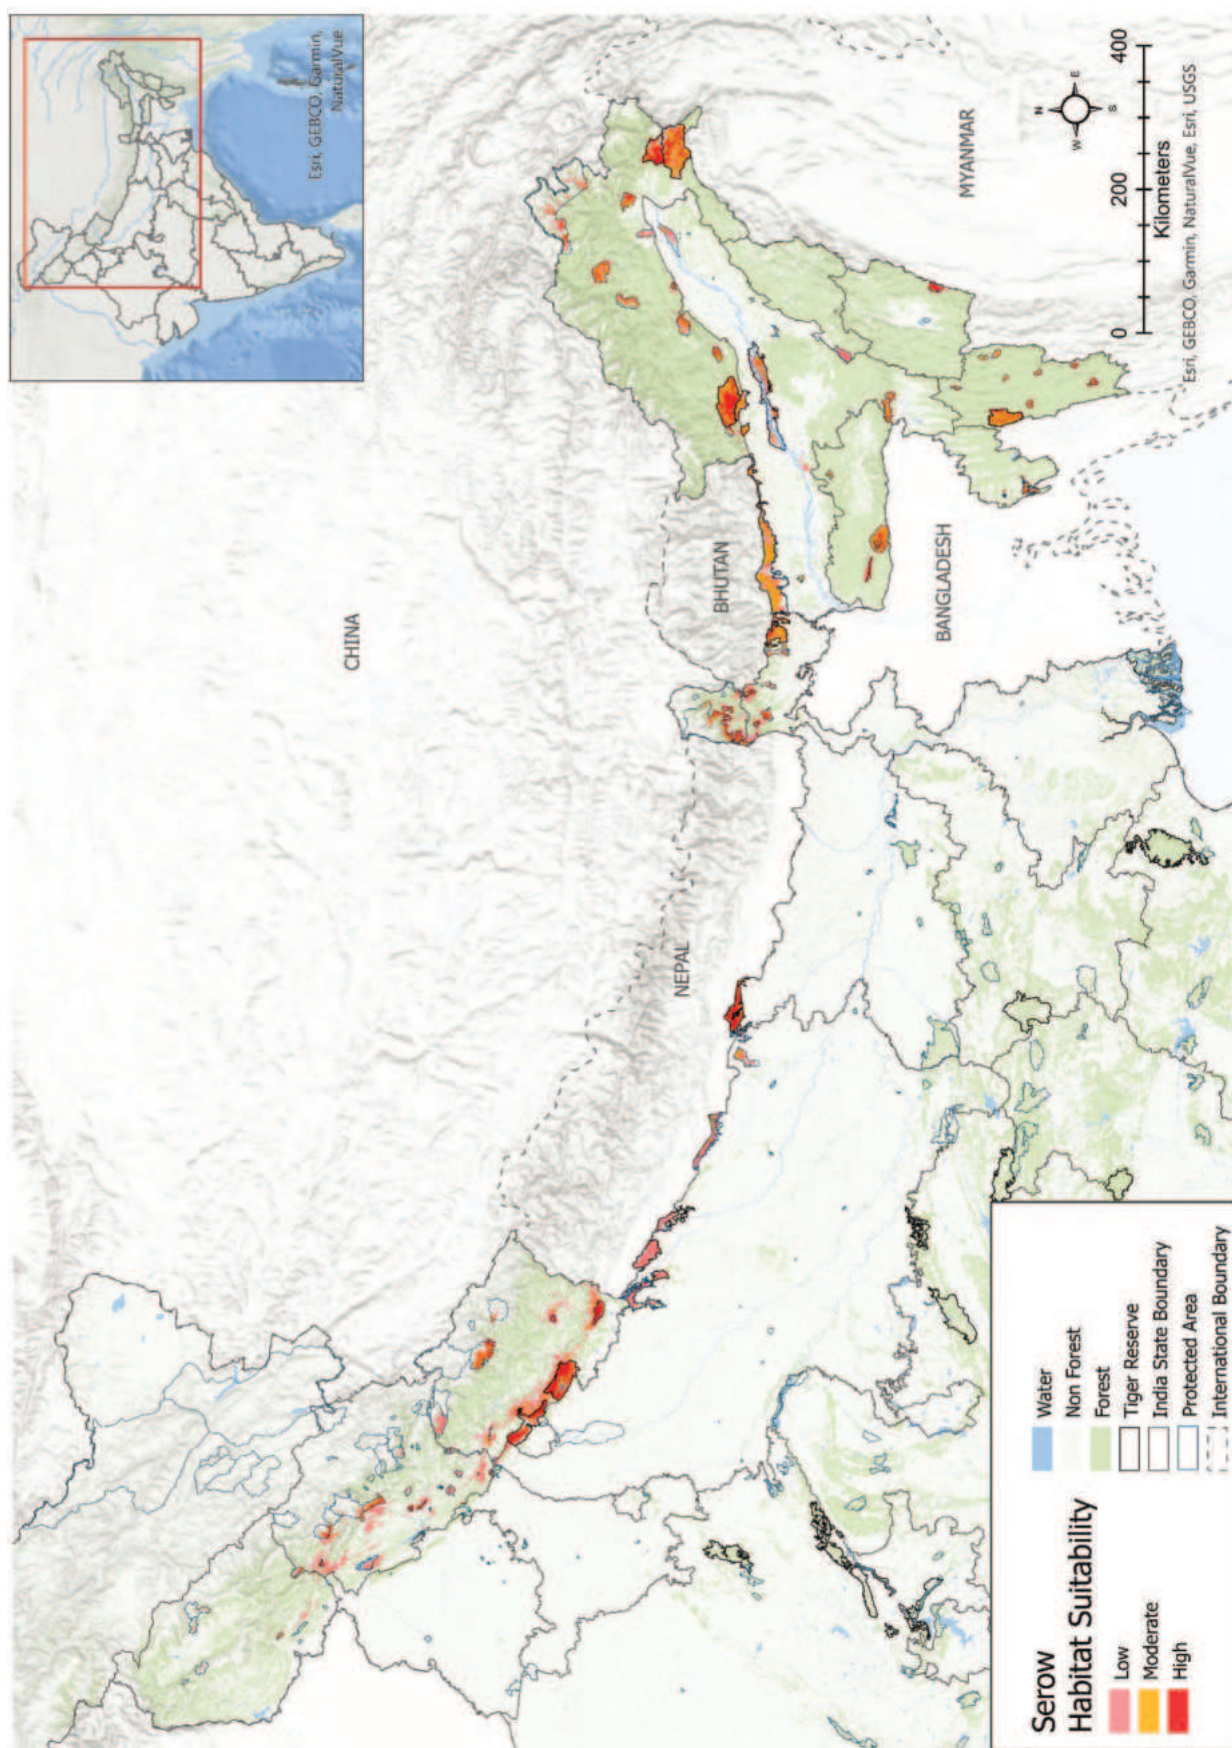 Esri, GEBCO, Garmin,
NaturalVue
CHINA
NEPAL
BHUTAN
BANGLADESH
MYANMAR
N
W
E
S
0
200
400
Kilometers
Esri, GEBCO, Garmin, NaturalVue, Esri, USGS
Serow
Habitat Suitability
Low
Moderate
High
Water
Non Forest
Forest
Tiger Reserve
India State Boundary
Protected Area
International Boundary